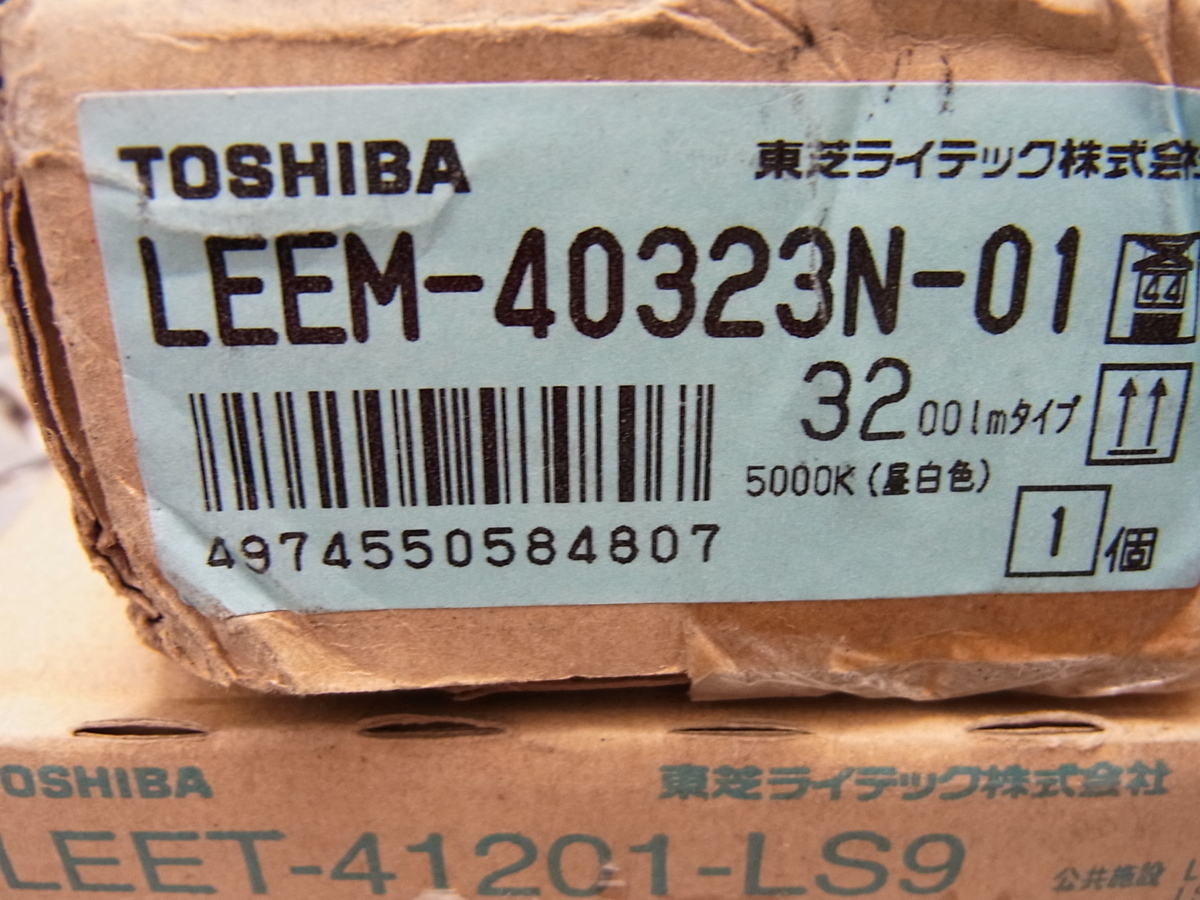 TOSHIBA
東芝ライテック株式会社
LEEM-40323N-01
44
3200lmタイプ
5000K(昼白色)
4974550584807
1個
TOSHIBA
東芝ライテック株式会社
LEET-41201-LS9
公共施設